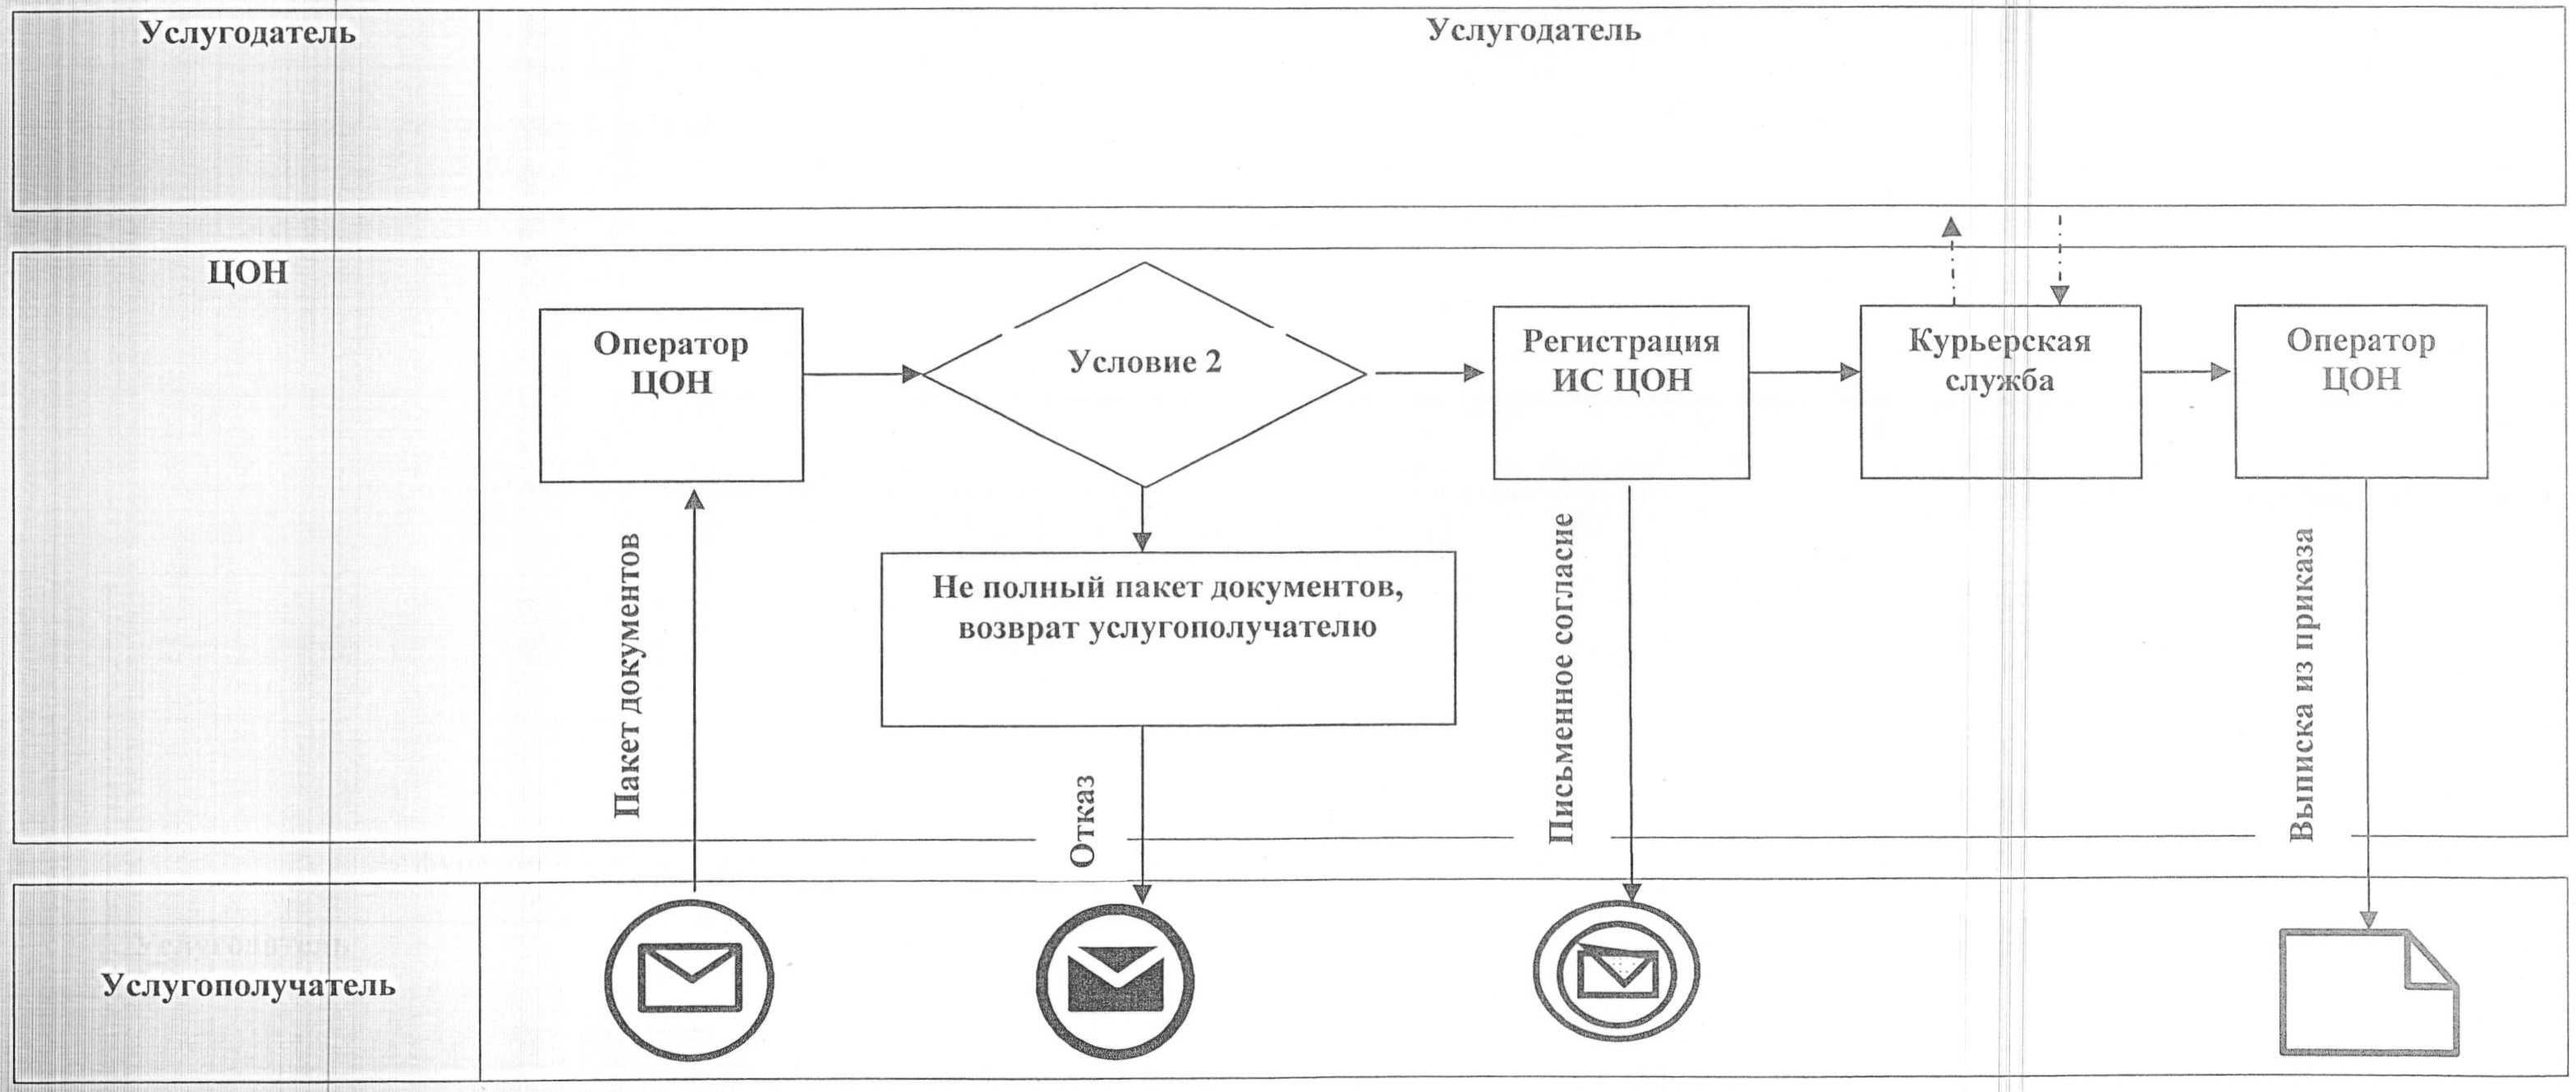 Услугодатель
Услугодатель
ЦОН
Оператор
ЦОН
Условие 2
Регистрация
ИС ЦОН
Курьерская
служба
Оператор
ЦОН
Не полный пакет документов,
возврат услугополучателю
Пакет документов
Отказ
Письменное согласие
Выписка из приказа
Услугодатель
Услугополучатель